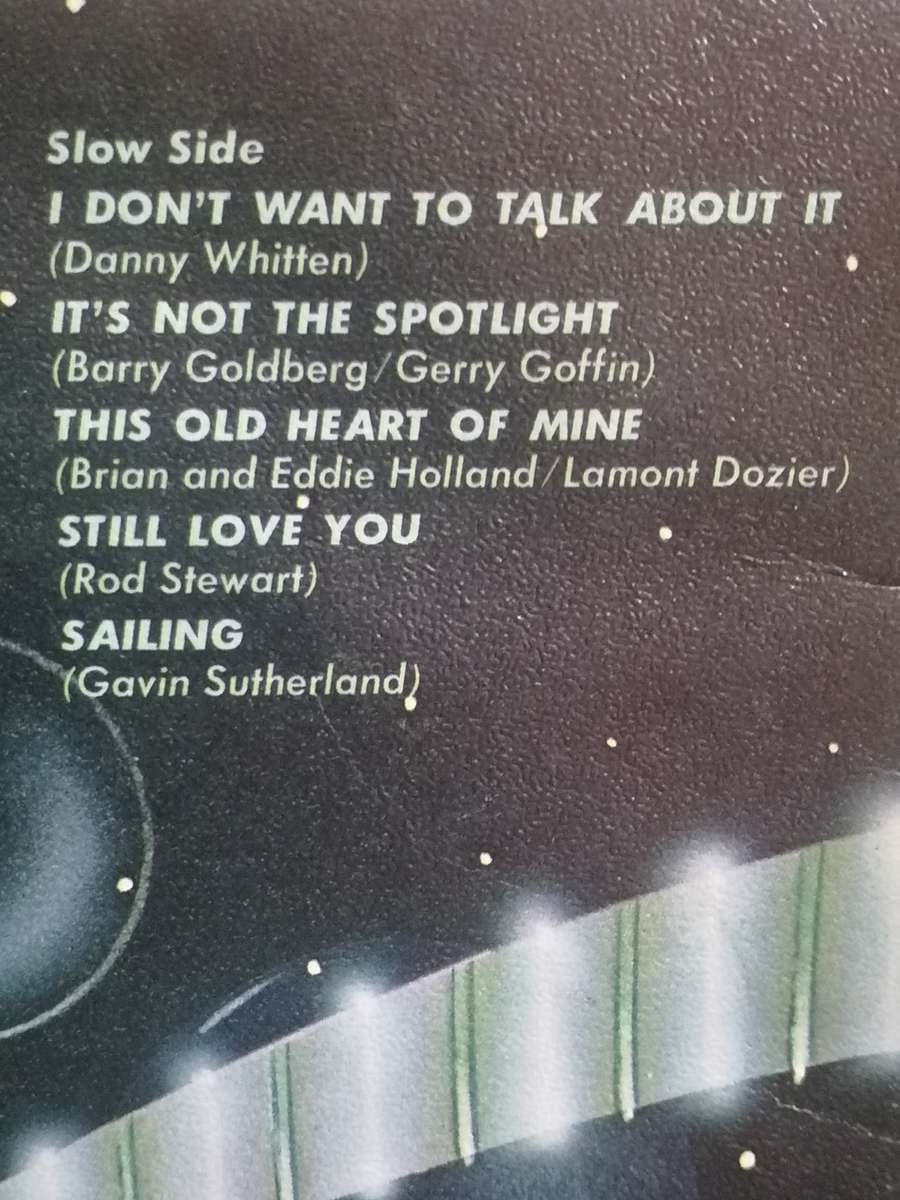 Slow Side
I DON'T WANT TO TALK ABOUT IT
(Danny Whitten)
IT'S NOT THE SPOTLIGHT
(Barry Goldberg/Gerry Goffin)
THIS OLD HEART OF MINE
(Brian and Eddie Holland/Lamont Dozier)
STILL LOVE YOU
(Rod Stewart)
SAILING
(Gavin Sutherland)